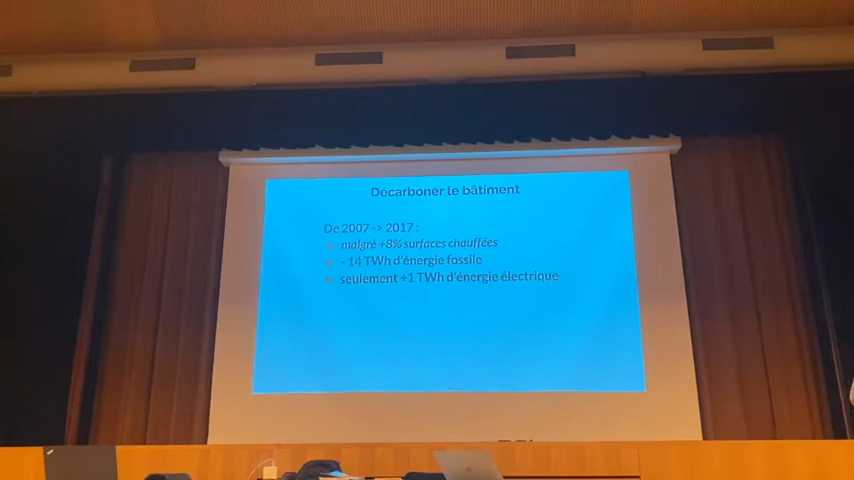 Décarboner le bâtiment
De 2007 -> 2017 :
malgré +8% surfaces chauffées
- 14 TWh d'énergie fossile
seulement +1 TWh d'énergie électrique